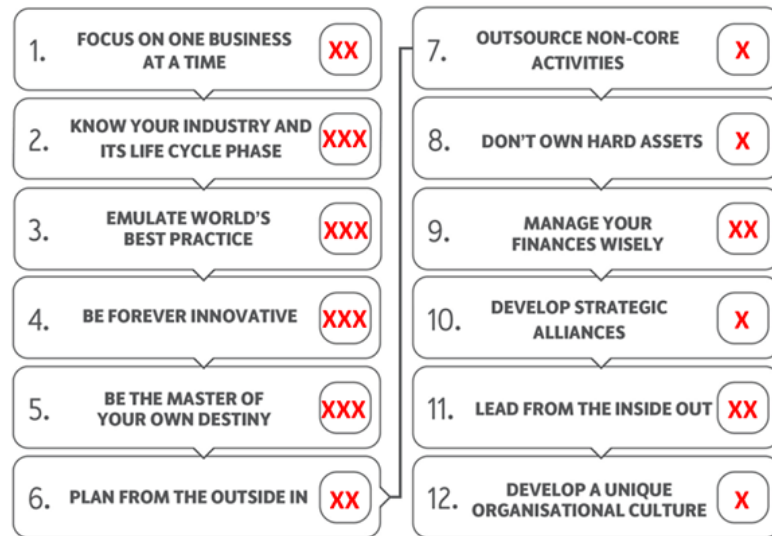 1. FOCUS ON ONE BUSINESS
AT A TIME XX
2. KNOW YOUR INDUSTRY AND
ITS LIFE CYCLE PHASE XXX
3. EMULATE WORLD'S
BEST PRACTICE XXX
4. BE FOREVER INNOVATIVE XXX
5. BE THE MASTER OF
YOUR OWN DESTINY XXX
6. PLAN FROM THE OUTSIDE IN XX
7. OUTSOURCE NON-CORE
ACTIVITIES X
8. DON'T OWN HARD ASSETS X
9. MANAGE YOUR
FINANCES WISELY XX
10. DEVELOP STRATEGIC
ALLIANCES X
11. LEAD FROM THE INSIDE OUT XX
12. DEVELOP A UNIQUE
ORGANISATIONAL CULTURE X